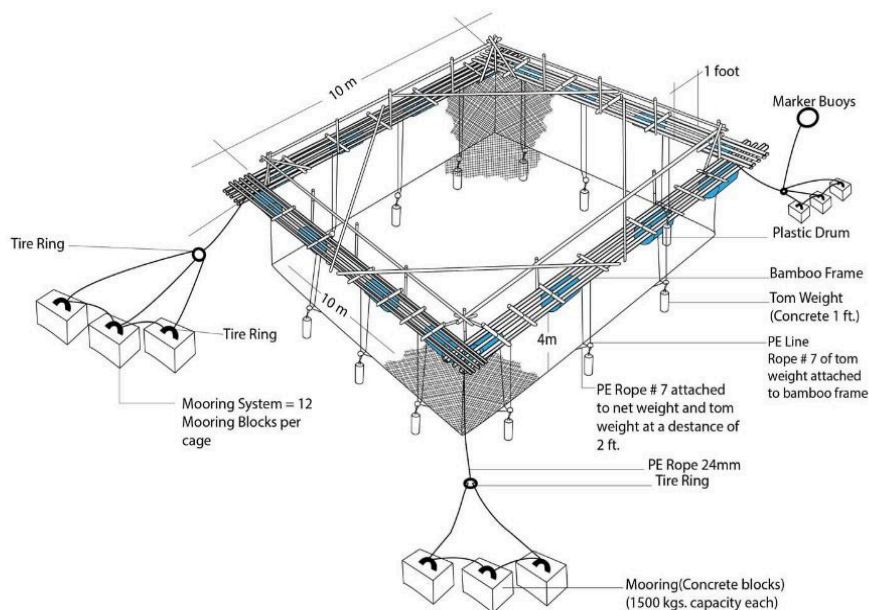 10 m
1 foot
Marker Buoys
Tire Ring
Plastic Drum
Bamboo Frame
10 m
Tom Weight
(Concrete 1 ft.)
Tire Ring
4m
PE Line
Rope # 7 of tom
weight attached
to bamboo frame
Mooring System = 12
Mooring Blocks per
cage
PE Rope # 7 attached
to net weight and tom
weight at a destance of
2 ft.
PE Rope 24mm
Tire Ring
Mooring(Concrete blocks)
(1500 kgs. capacity each)